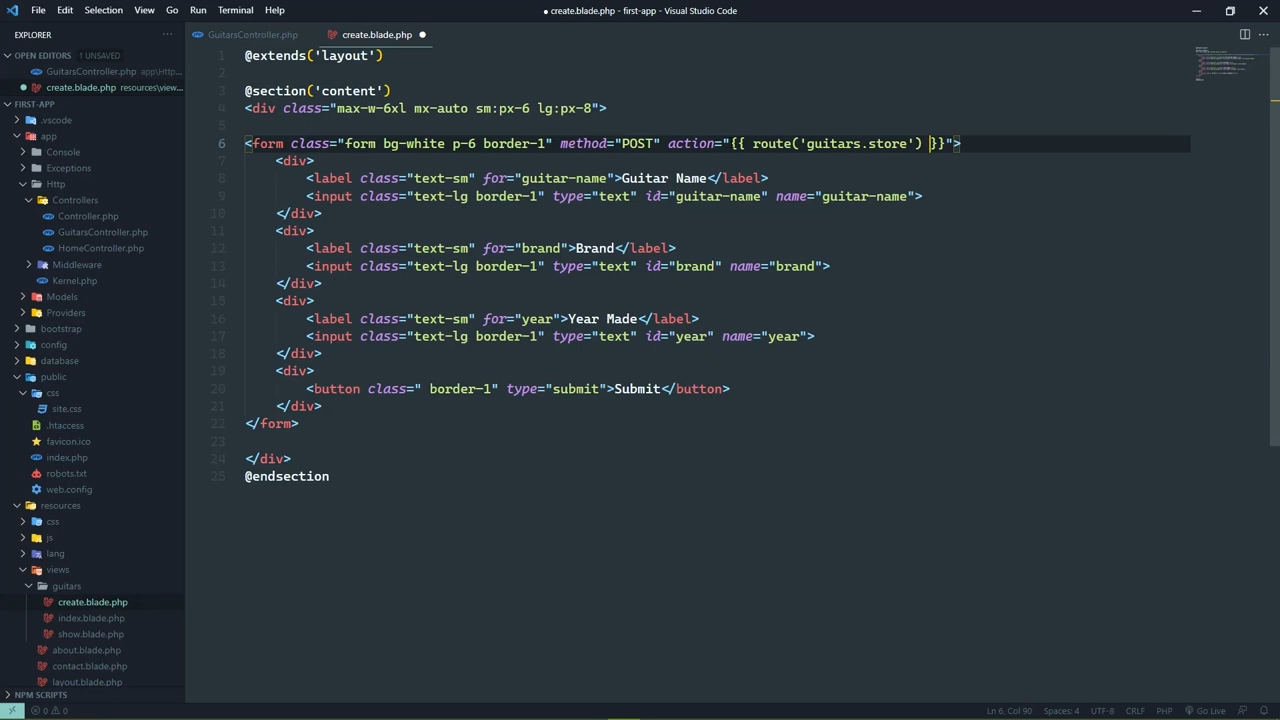 File Edit Selection View Go Run Terminal Help
● create.blade.php - first-app - Visual Studio Code
EXPLORER
OPEN EDITORS 1 UNSAVED
GuitarsController.php app\Http...
create.blade.php resources\view...
FIRST-APP
.vscode
app
Console
Exceptions
Http
Controllers
Controller.php
GuitarsController.php
HomeController.php
Middleware
Kernel.php
Models
Providers
bootstrap
config
database
public
css
site.css
.htaccess
favicon.ico
index.php
robots.txt
web.config
resources
css
js
lang
views
guitars
create.blade.php
index.blade.php
show.blade.php
about.blade.php
contact.blade.php
layout.blade.php
NPM SCRIPTS
GuitarsController.php create.blade.php
1 @extends('layout')
2
3 @section('content')
4 <div class="max-w-6xl mx-auto sm:px-6 lg:px-8">
5
6 <form class="form bg-white p-6 border-1" method="POST" action="{{ route('guitars.store') }}">
7 <div>
8 <label class="text-sm" for="guitar-name">Guitar Name</label>
9 <input class="text-lg border-1" type="text" id="guitar-name" name="guitar-name">
10 </div>
11 <div>
12 <label class="text-sm" for="brand">Brand</label>
13 <input class="text-lg border-1" type="text" id="brand" name="brand">
14 </div>
15 <div>
16 <label class="text-sm" for="year">Year Made</label>
17 <input class="text-lg border-1" type="text" id="year" name="year">
18 </div>
19 <div>
20 <button class=" border-1" type="submit">Submit</button>
21 </div>
22 </form>
23
24 </div>
25 @endsection
0 0 Ln 6, Col 90 Spaces: 4 UTF-8 CRLF PHP Go Live